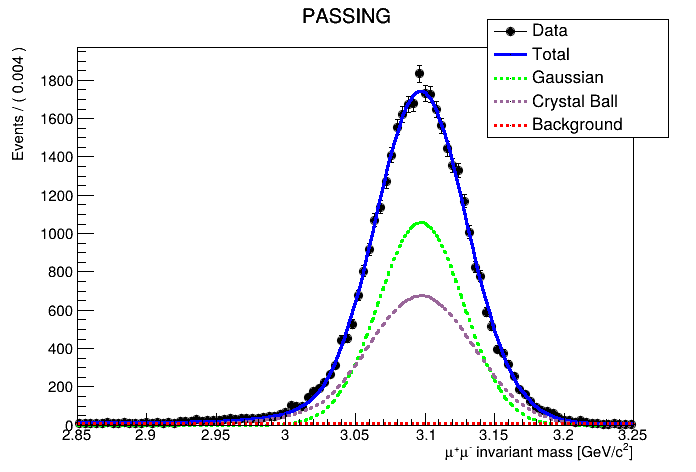 PASSING
Data
Total
Gaussian
Crystal Ball
Background
Events / ( 0.004 )
1800
1600
1400
1200
1000
800
600
400
200
0
2.85 2.9 2.95 3 3.05 3.1 3.15 3.2 3.25
μ⁺μ⁻ invariant mass [GeV/c²]